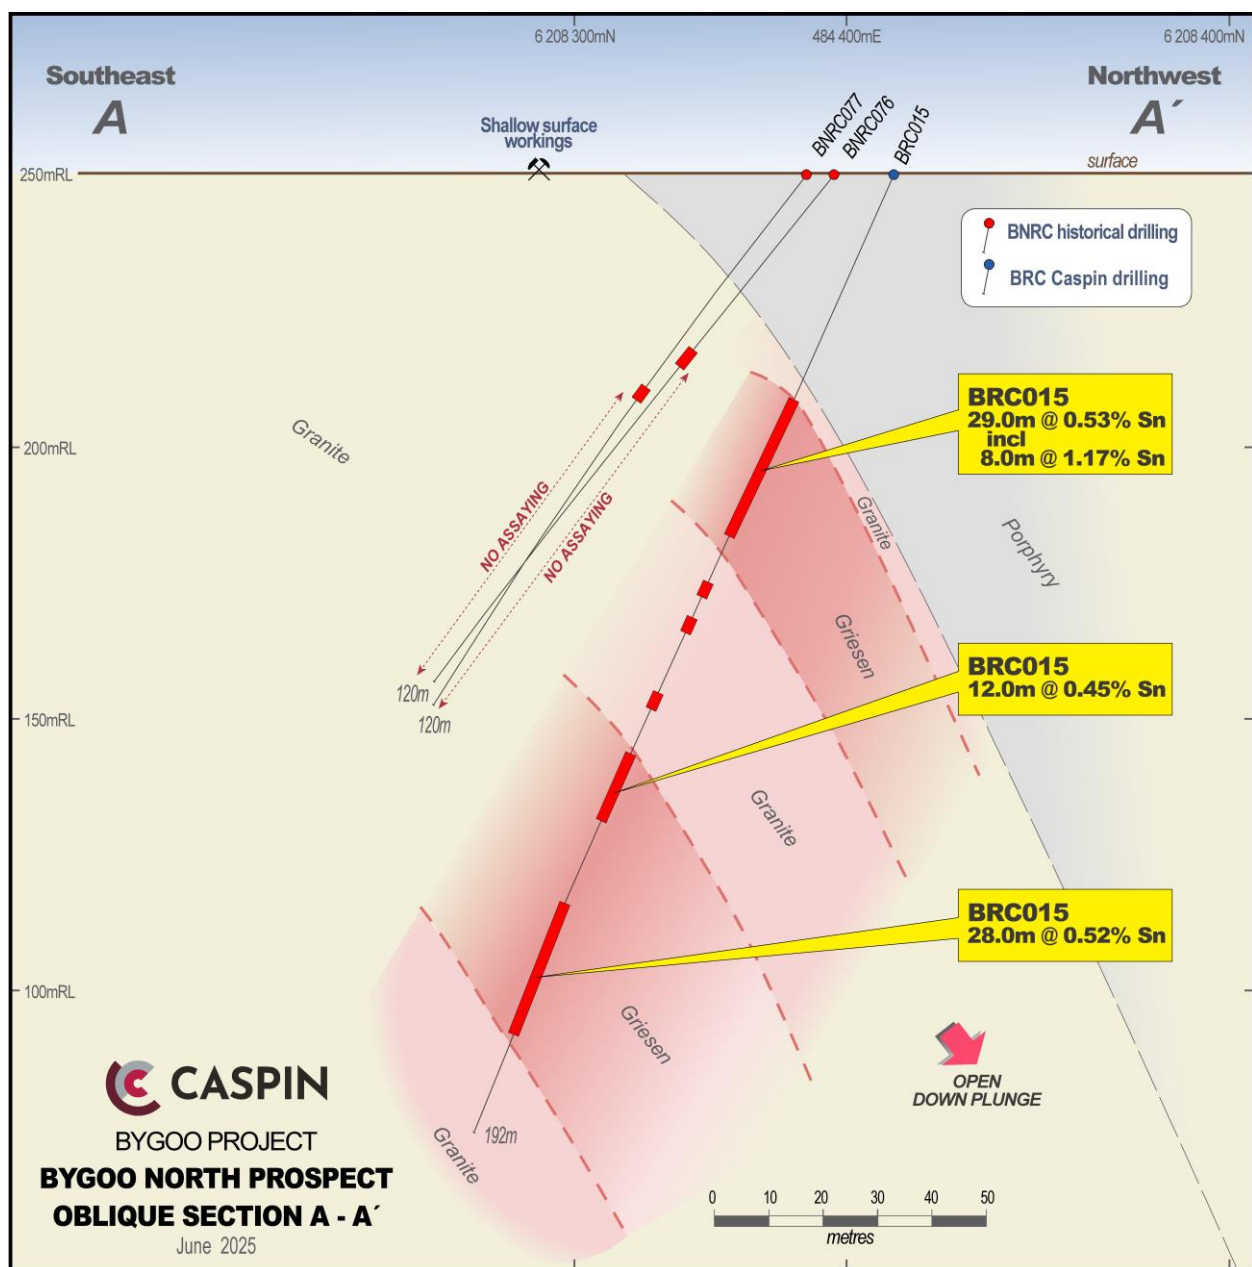 6 208 300mN
484 400mE
6 208 400mN
Southeast
A
Northwest
A´
Shallow surface
workings
BNRC077
BNRC076
BRC015
surface
250mRL
BNRC historical drilling
BRC Caspin drilling
BRC015
29.0m @ 0.53% Sn
incl
8.0m @ 1.17% Sn
Granite
200mRL
NO ASSAYING
NO ASSAYING
Granite
Porphyry
Griesen
BRC015
12.0m @ 0.45% Sn
120m
120m
150mRL
Granite
BRC015
28.0m @ 0.52% Sn
100mRL
Griesen
OPEN
DOWN PLUNGE
CASPIN
BYGOO PROJECT
BYGOO NORTH PROSPECT
OBLIQUE SECTION A - A´
June 2025
192m
Granite
0 10 20 30 40 50
metres